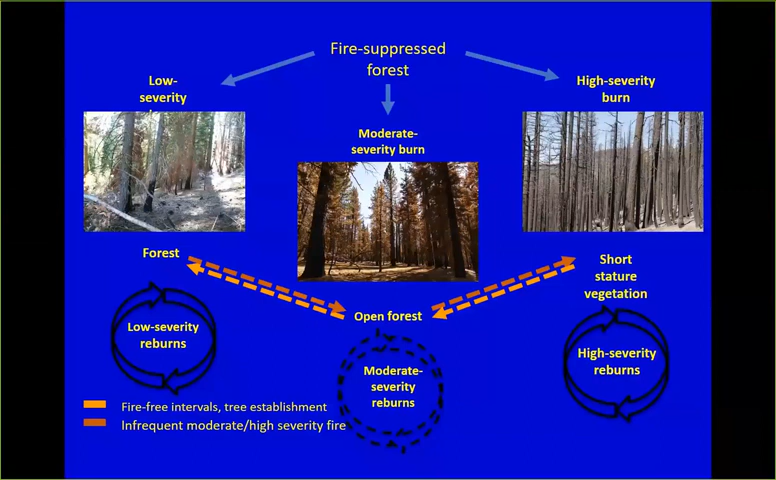 Fire-suppressed
forest
Low-
severity
High-severity
burn
Moderate-
severity burn
Forest
Short
stature
vegetation
Open forest
Low-severity
reburns
High-severity
reburns
Moderate-
severity
reburns
Fire-free intervals, tree establishment
Infrequent moderate/high severity fire